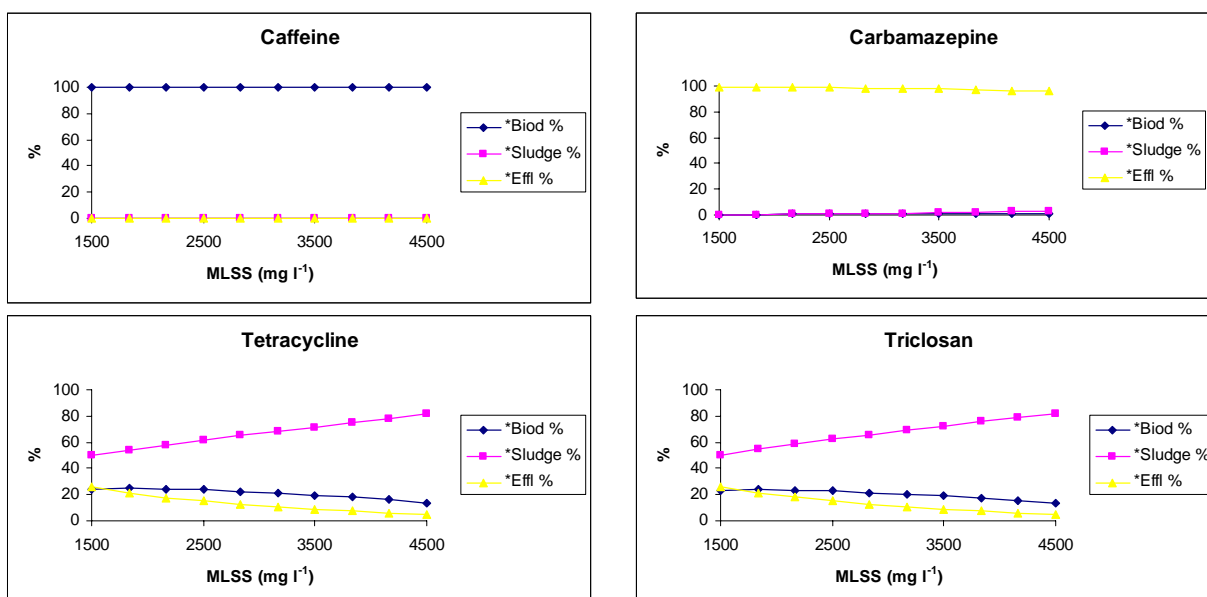 Caffeine
100
80
60
40
20
0
%
1500 2500 3500 4500
MLSS (mg l-1)
*Biod %
*Sludge %
*Effl %
Carbamazepine
100
80
60
40
20
0
%
1500 2500 3500 4500
MLSS (mg l-1)
*Biod %
*Sludge %
*Effl %
Tetracycline
100
80
60
40
20
0
%
1500 2500 3500 4500
MLSS (mg l-1)
*Biod %
*Sludge %
*Effl %
Triclosan
100
80
60
40
20
0
%
1500 2500 3500 4500
MLSS (mg l-1)
*Biod %
*Sludge %
*Effl %